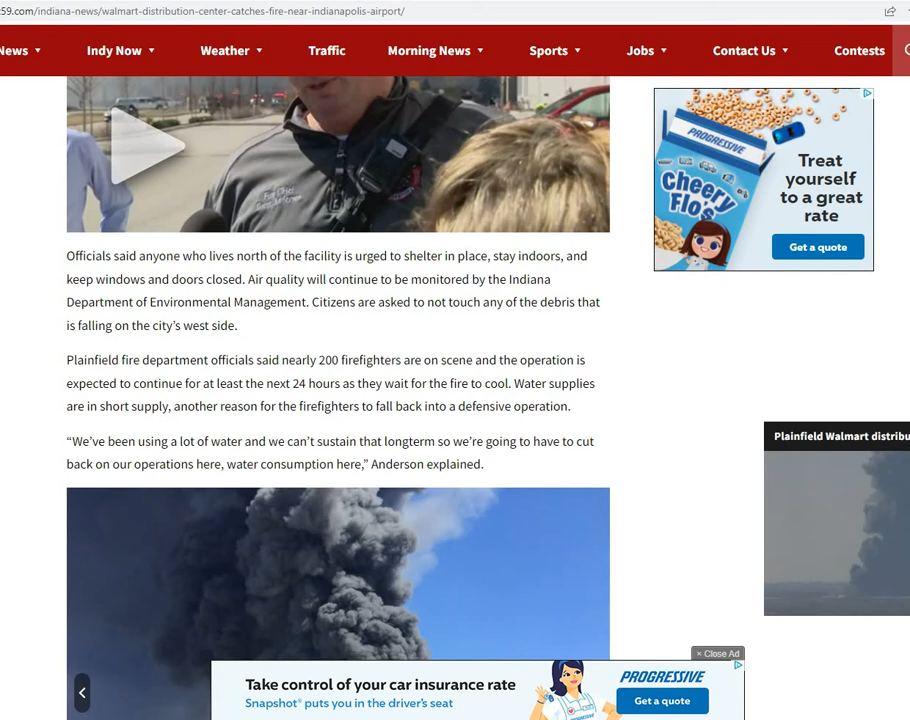 59.com/indiana-news/walmart-distribution-center-catches-fire-near-indianapolis-airport/
News
Indy Now
Weather
Traffic
Morning News
Sports
Jobs
Contact Us
Contests
PROGRESSIVE
Cheery
Flo's
Treat
yourself
to a great
rate
Get a quote
Officials said anyone who lives north of the facility is urged to shelter in place, stay indoors, and
keep windows and doors closed. Air quality will continue to be monitored by the Indiana
Department of Environmental Management. Citizens are asked to not touch any of the debris that
is falling on the city’s west side.
Plainfield fire department officials said nearly 200 firefighters are on scene and the operation is
expected to continue for at least the next 24 hours as they wait for the fire to cool. Water supplies
are in short supply, another reason for the firefighters to fall back into a defensive operation.
“We’ve been using a lot of water and we can’t sustain that longterm so we’re going to have to cut
back on our operations here, water consumption here,” Anderson explained.
Plainfield Walmart distribu
× Close Ad
Take control of your car insurance rate
Snapshot® puts you in the driver's seat
PROGRESSIVE
Get a quote